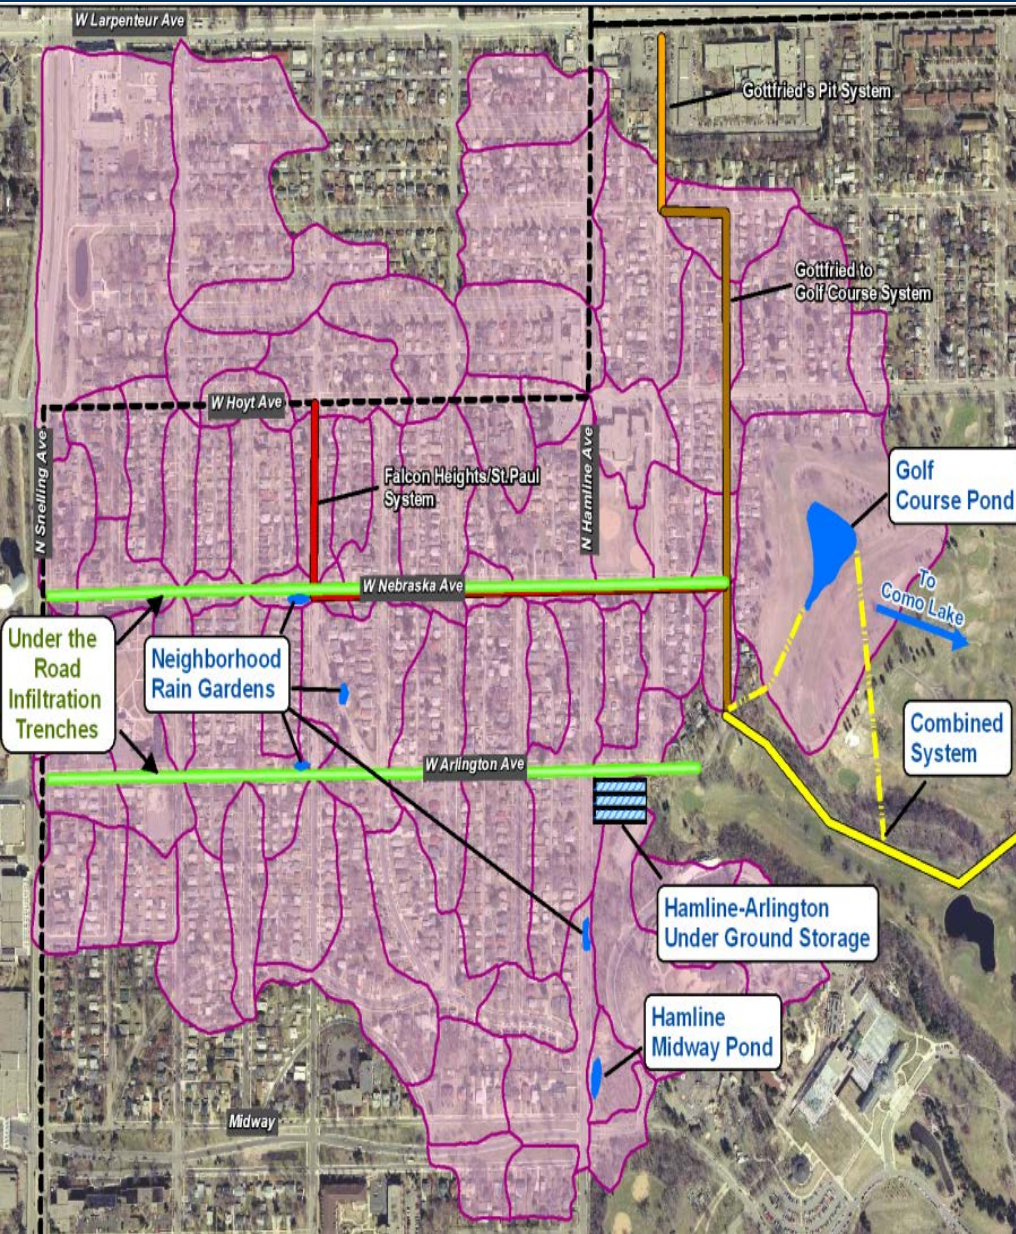 W Larpenteur Ave
Gottfried's Pit System
Gottfried to
Golf Course System
W Hoyt Ave
N Snelling Ave
Falcon Heights/St.Paul
System
N Hamline Ave
Golf
Course Pond
W Nebraska Ave
To
Como Lake
Under the
Road
Infiltration
Trenches
Neighborhood
Rain Gardens
Combined
System
W Arlington Ave
Hamline-Arlington
Under Ground Storage
Hamline
Midway Pond
Midway